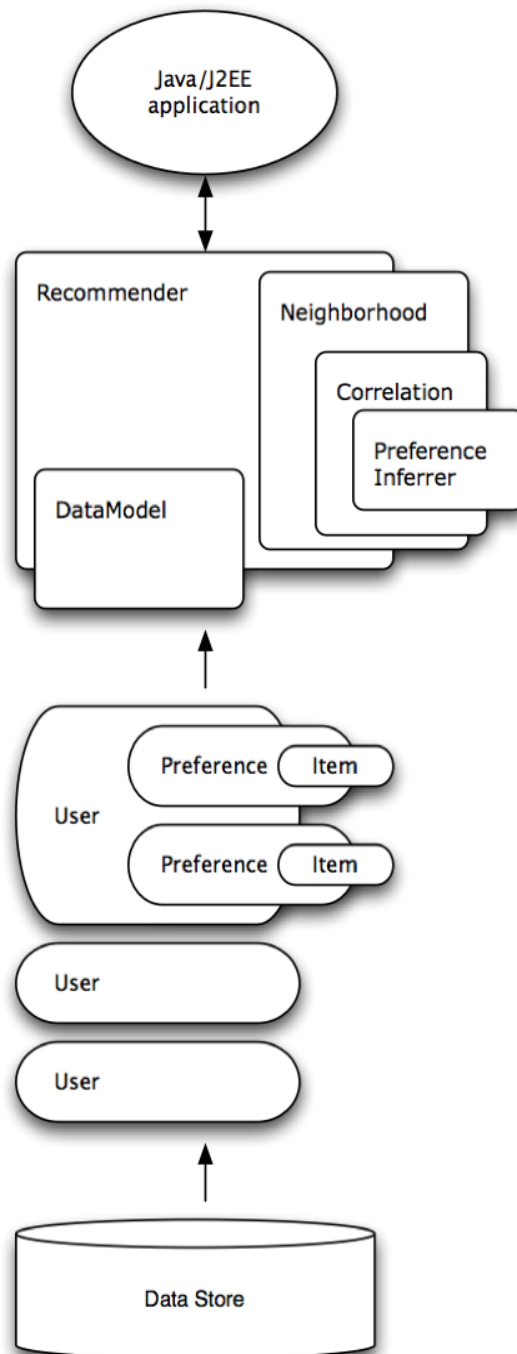 Java/J2EE
application
Recommender
Neighborhood
Correlation
Preference
Inferrer
DataModel
Preference
Item
User
Preference
Item
User
User
Data Store